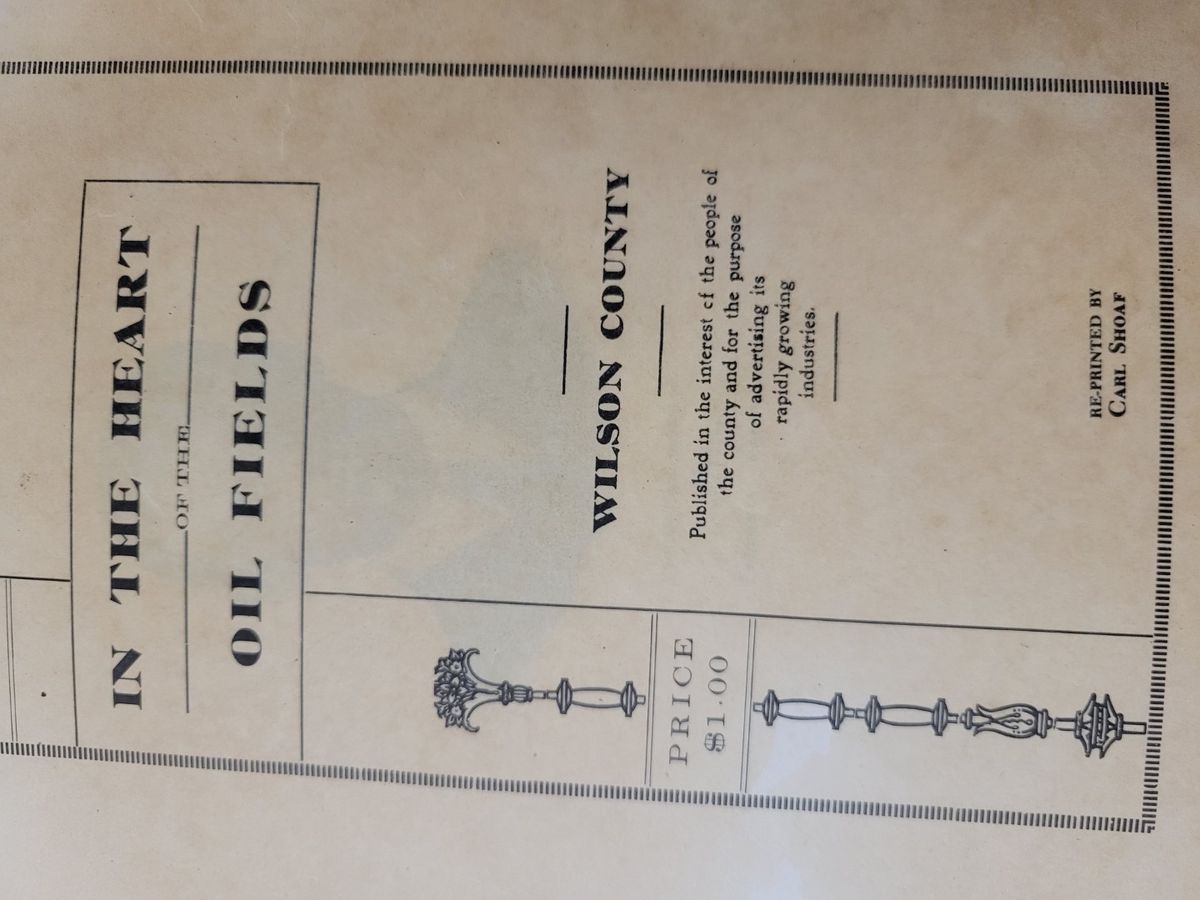 IN THE HEART
OF THE
OIL FIELDS
WILSON COUNTY
Published in the interest cf the people of
the county and for the purpose
of advertising its
rapidly growing
industries.
PRICE
$1.00
RE-PRINTED BY
CARL SHOAF